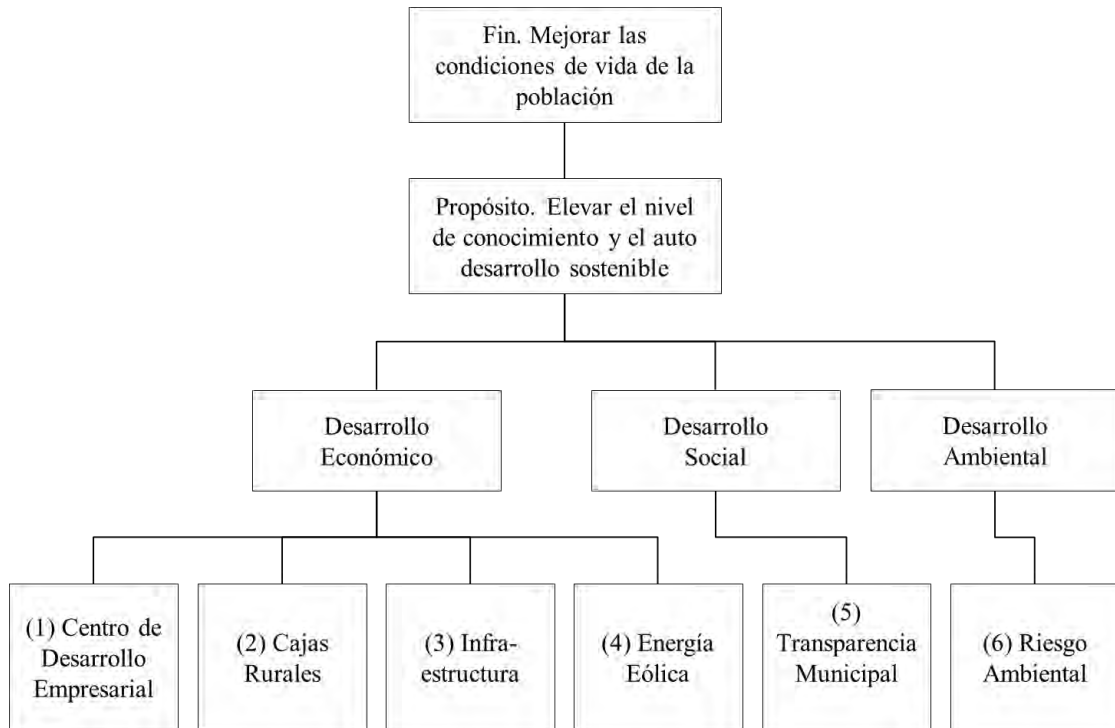 Fin. Mejorar las
condiciones de vida de la
población
Propósito. Elevar el nivel
de conocimiento y el auto
desarrollo sostenible
Desarrollo
Económico
Desarrollo
Social
Desarrollo
Ambiental
(1) Centro de
Desarrollo
Empresarial
(2) Cajas
Rurales
(3) Infra-
estructura
(4) Energía
Eólica
(5)
Transparencia
Municipal
(6) Riesgo
Ambiental